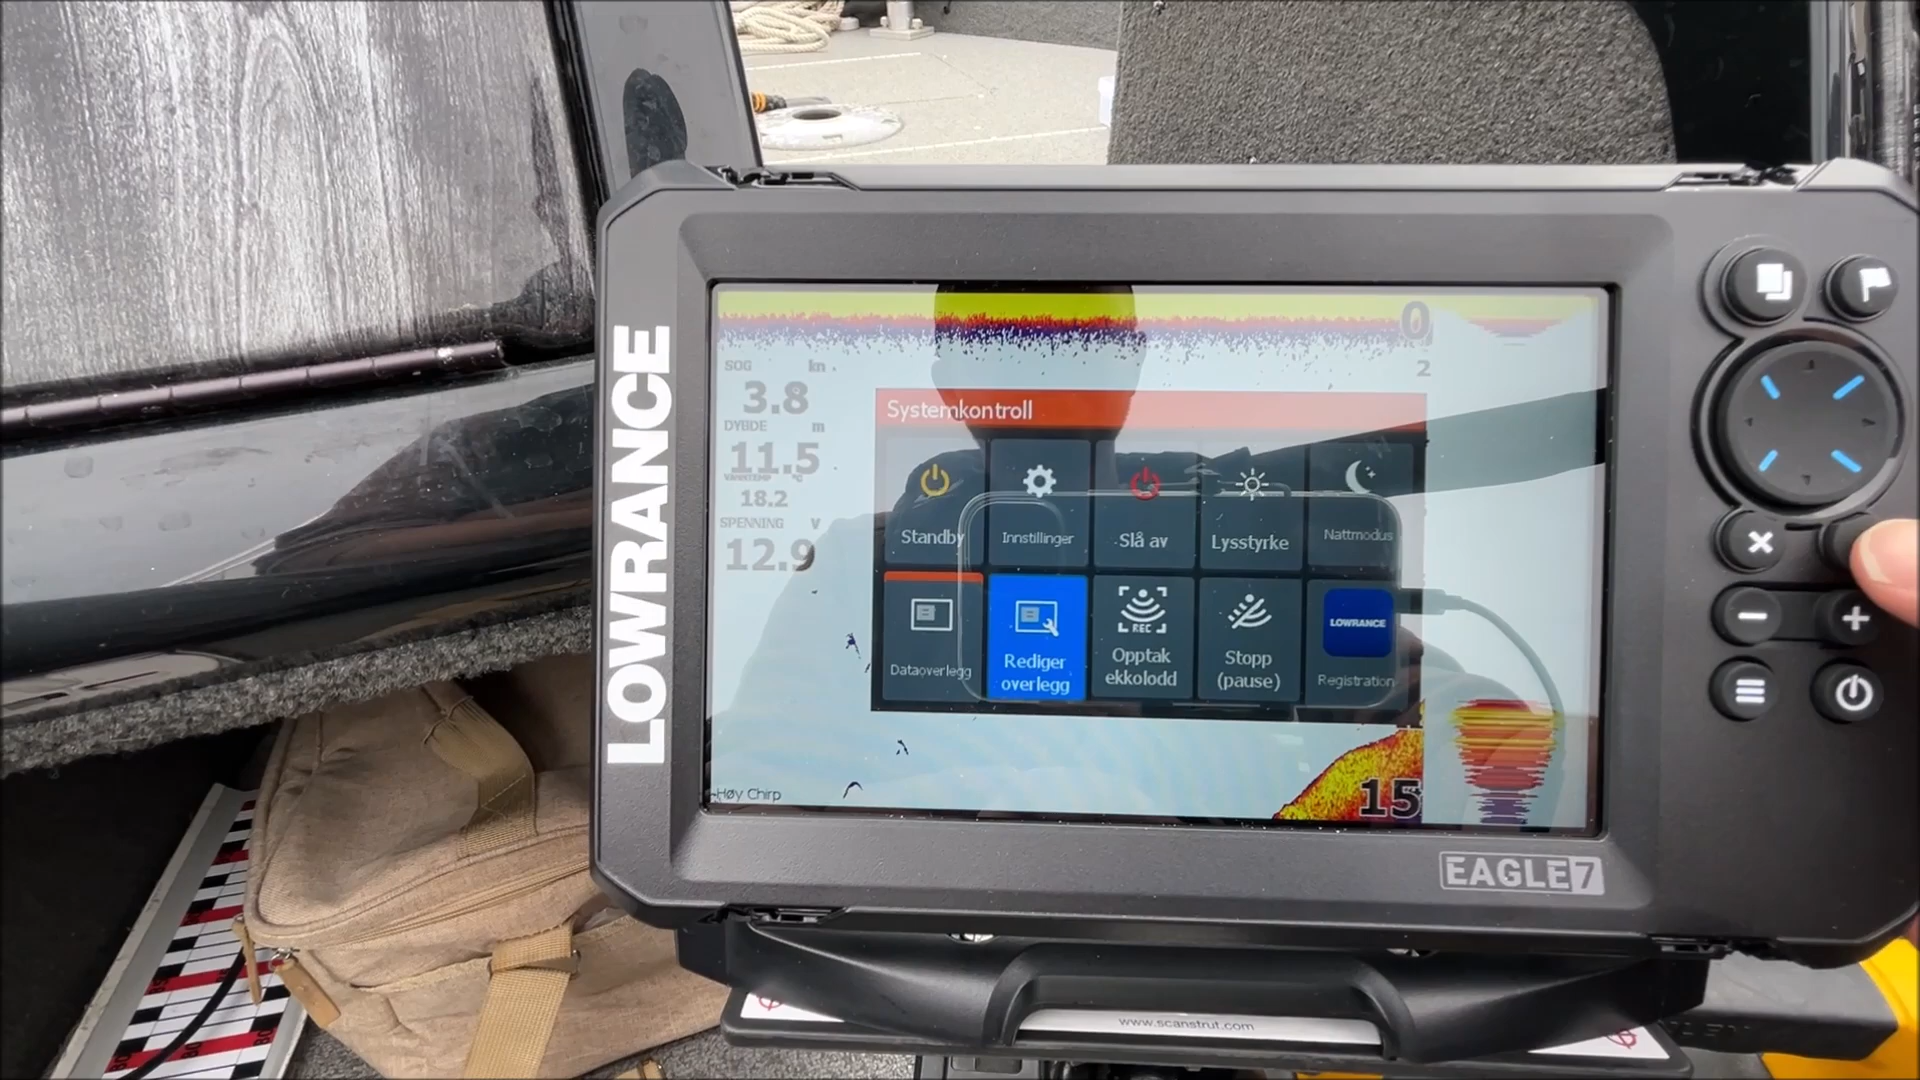 LOWRANCE
0
2
SOG kn
3.8
DYBDE m
11.5
VANNTEMP °C
18.2
SPENNING V
12.9
Systemkontroll
Standby
Innstillinger
Slå av
Lysstyrke
Nattmodus
Dataoverlegg
Rediger
overlegg
REC
Opptak
ekkolodd
Stopp
(pause)
LOWRANCE
Registration
Høy Chirp
15
EAGLE7
www.scanstrut.com